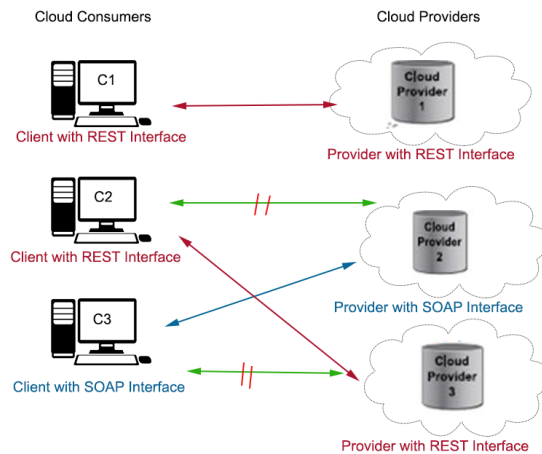 Cloud Consumers
Cloud Providers
C1
Cloud
Provider
1
Client with REST Interface
Provider with REST Interface
C2
Cloud
Provider
2
Client with REST Interface
Provider with SOAP Interface
C3
Cloud
Provider
3
Client with SOAP Interface
Provider with REST Interface